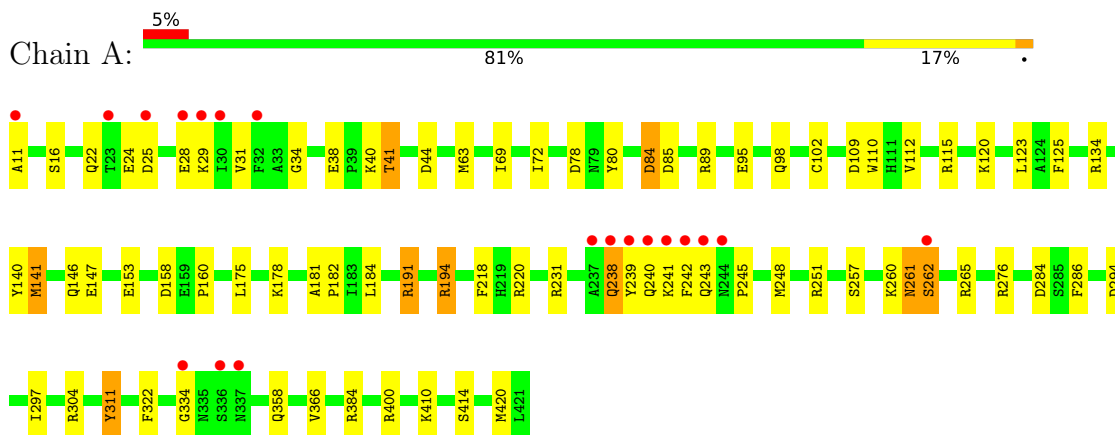 5%
Chain A:
81% 17% •
A11 S16 Q22 T23 E24 D25 E28 K29 I30 V31 F32 A33 G34 E38 P39 K40 T41 D44 M63 I69 I72 D78 N79 Y80 D84 D85 R89 E95 Q98 C102 D109 W110 H111 V112 R115 K120 L123 A124 F125 R134
Y140 M141 Q146 E147 E153 D158 E159 P160 L175 K178 A181 P182 I183 L184 R191 R194 F218 H219 R220 R231 A237 Q238 Y239 Q240 K241 F242 Q243 N244 P245 M248 R251 S257 K260 N261 S262 R265 R276 D284 S285 F286
I297 R304 Y311 F322 G334 N335 S336 N337 Q358 V366 R384 R400 K410 S414 M420 L421